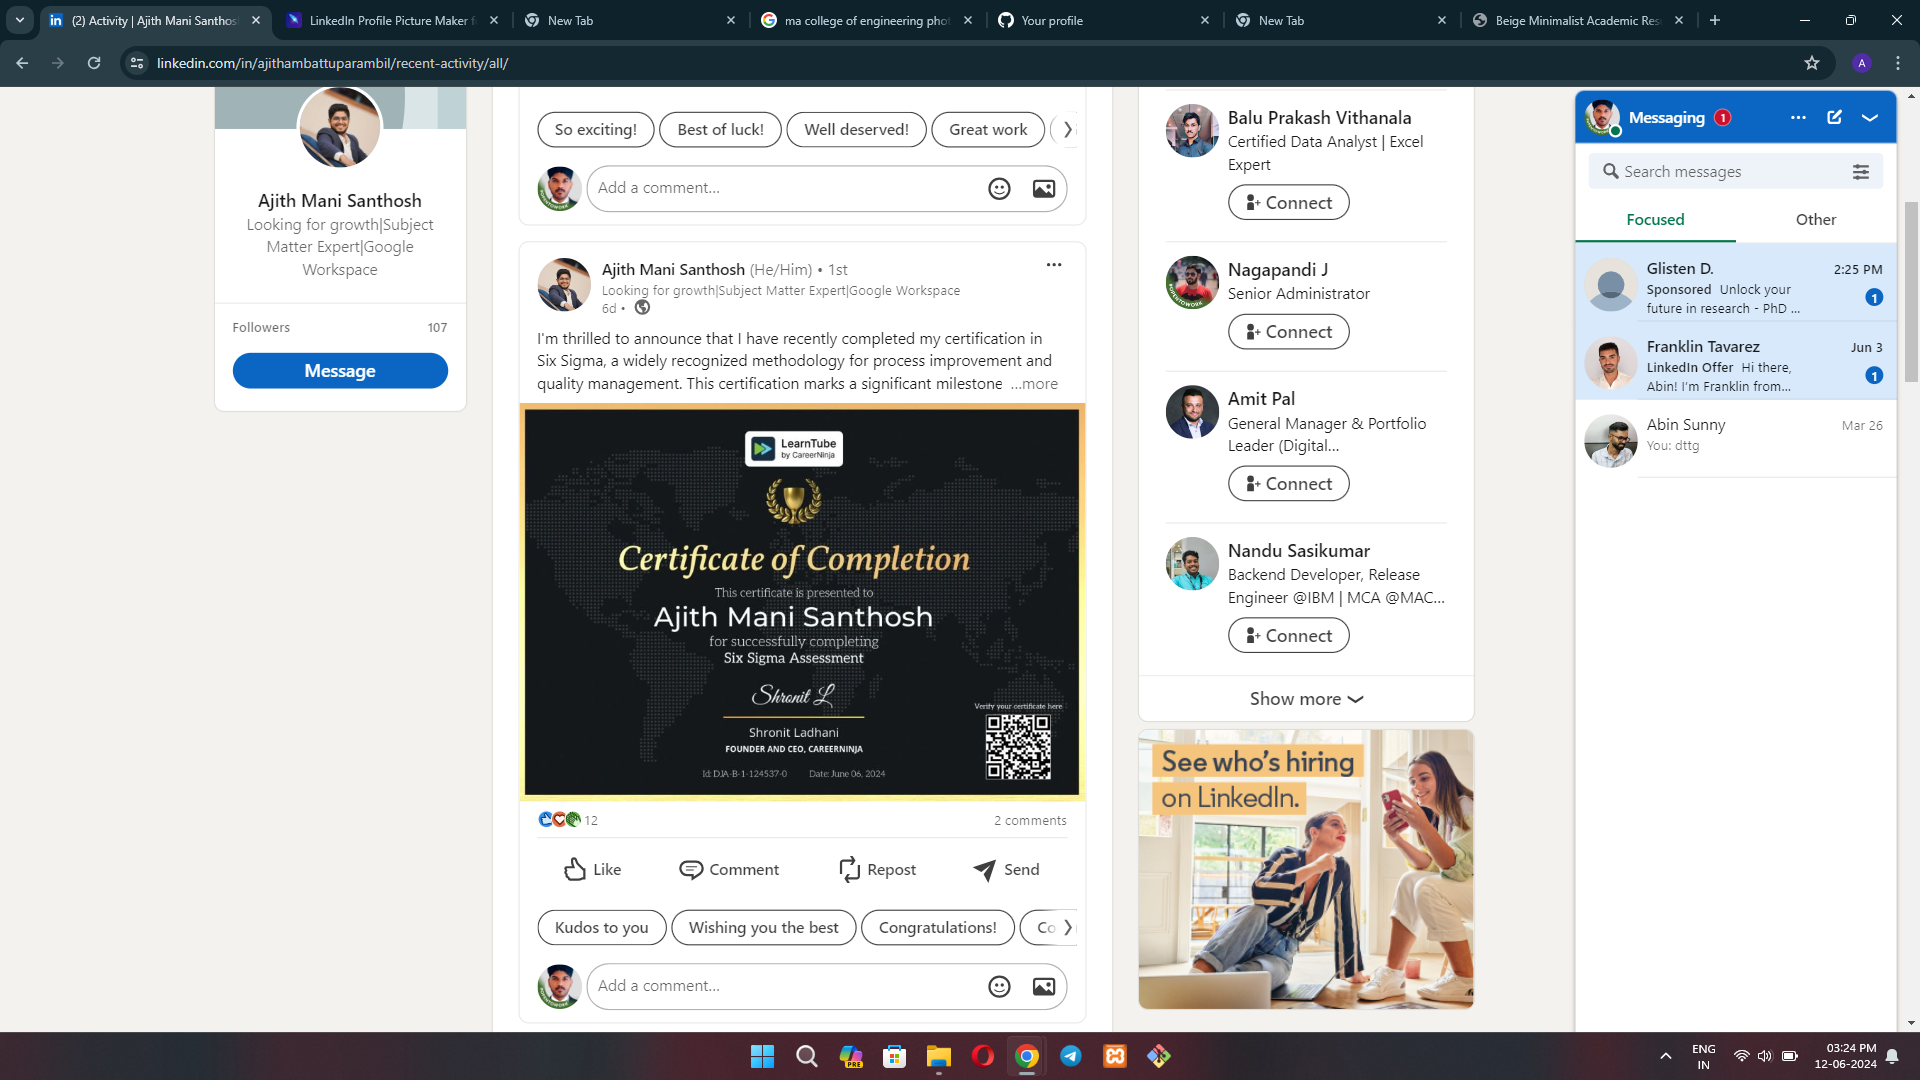 (2) Activity | Ajith Mani Santhos
LinkedIn Profile Picture Maker f
New Tab
ma college of engineering phot
Your profile
New Tab
Beige Minimalist Academic Res
linkedin.com/in/ajithambattuparambil/recent-activity/all/
A
Ajith Mani Santhosh
Looking for growth|Subject
Matter Expert|Google
Workspace
Followers 107
Message
So exciting!
Best of luck!
Well deserved!
Great work
Add a comment...
Ajith Mani Santhosh (He/Him) • 1st
Looking for growth|Subject Matter Expert|Google Workspace
6d •
I'm thrilled to announce that I have recently completed my certification in
Six Sigma, a widely recognized methodology for process improvement and
quality management. This certification marks a significant milestone ...more
LearnTube
by CareerNinja
Certificate of Completion
This certificate is presented to
Ajith Mani Santhosh
for successfully completing
Six Sigma Assessment
Shronit L
Shronit Ladhani
FOUNDER AND CEO, CAREERNINJA
Id: DJA-B-1-124537-0 Date: June 06, 2024
Verify your certificate here
12
2 comments
Like
Comment
Repost
Send
Kudos to you
Wishing you the best
Congratulations!
Co
Add a comment...
Balu Prakash Vithanala
Certified Data Analyst | Excel
Expert
Connect
Nagapandi J
Senior Administrator
Connect
Amit Pal
General Manager & Portfolio
Leader (Digital...
Connect
Nandu Sasikumar
Backend Developer, Release
Engineer @IBM | MCA @MAC...
Connect
Show more
See who's hiring
on LinkedIn.
Messaging 1
Search messages
Focused
Other
Glisten D. 2:25 PM
Sponsored Unlock your
future in research - PhD ...
1
Franklin Tavarez Jun 3
LinkedIn Offer Hi there,
Abin! I'm Franklin from...
1
Abin Sunny Mar 26
You: dttg
PRE
ENG
IN
03:24 PM
12-06-2024